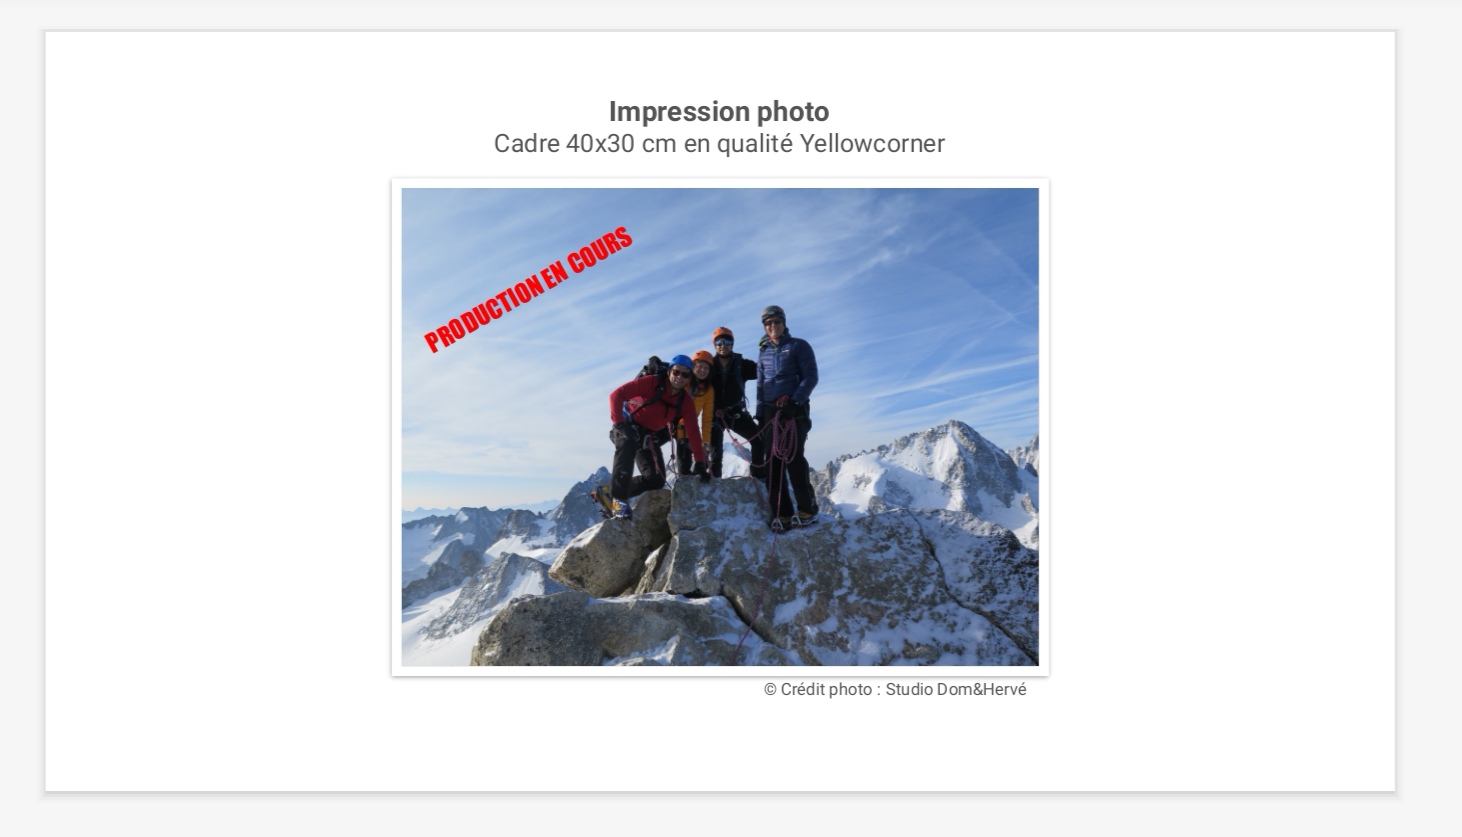 Impression photo
Cadre 40x30 cm en qualité Yellowcorner
PRODUCTION EN COURS
© Crédit photo : Studio Dom&Hervé